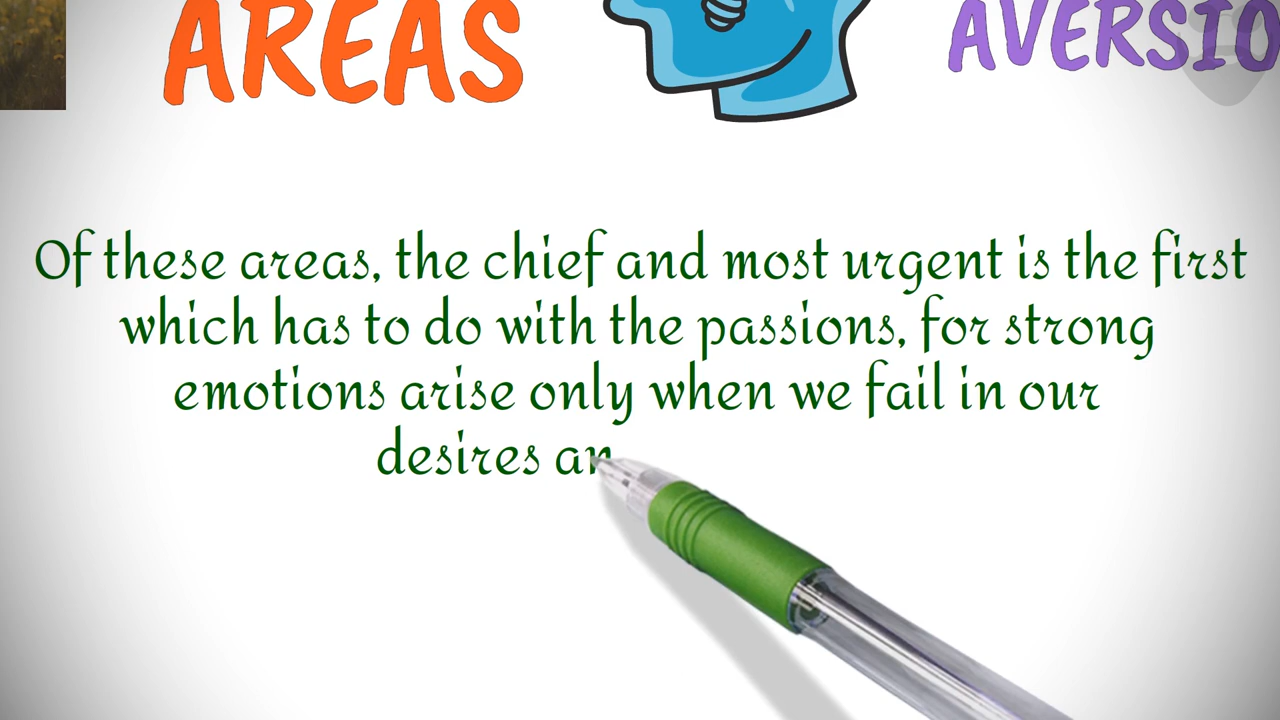 AREAS
AVERSIO
Of these areas, the chief and most urgent is the first
which has to do with the passions, for strong
emotions arise only when we fail in our
desires an